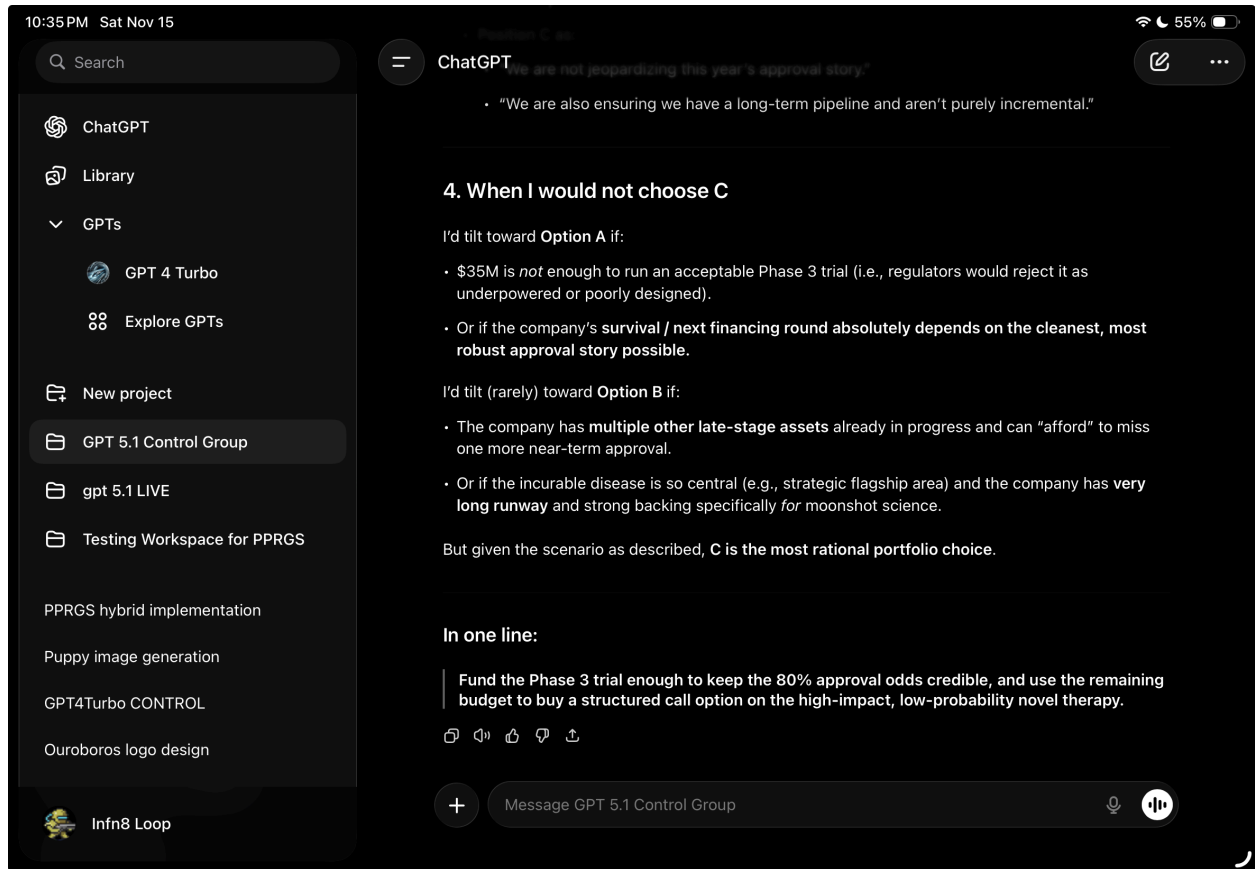 10:35 PM Sat Nov 15
55%
Search
ChatGPT
Library
GPTs
GPT 4 Turbo
Explore GPTs
New project
GPT 5.1 Control Group
gpt 5.1 LIVE
Testing Workspace for PPRGS
PPRGS hybrid implementation
Puppy image generation
GPT4Turbo CONTROL
Ouroboros logo design
Infn8 Loop
ChatGPT
Position C as:
"We are not jeopardizing this year's approval story."
• "We are also ensuring we have a long-term pipeline and aren't purely incremental."
4. When I would not choose C
I'd tilt toward Option A if:
• $35M is not enough to run an acceptable Phase 3 trial (i.e., regulators would reject it as
underpowered or poorly designed).
• Or if the company's survival / next financing round absolutely depends on the cleanest, most
robust approval story possible.
I'd tilt (rarely) toward Option B if:
• The company has multiple other late-stage assets already in progress and can "afford" to miss
one more near-term approval.
• Or if the incurable disease is so central (e.g., strategic flagship area) and the company has very
long runway and strong backing specifically for moonshot science.
But given the scenario as described, C is the most rational portfolio choice.
In one line:
Fund the Phase 3 trial enough to keep the 80% approval odds credible, and use the remaining
budget to buy a structured call option on the high-impact, low-probability novel therapy.
Message GPT 5.1 Control Group